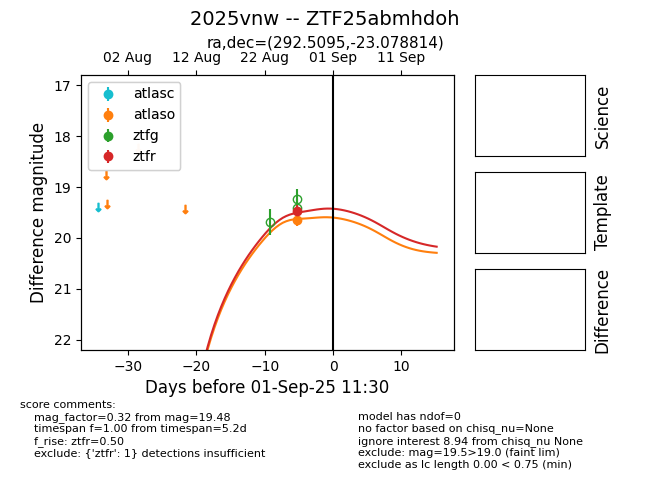 2025vnw -- ZTF25abmhdoh
ra,dec=(292.5095,-23.078814)
02 Aug 12 Aug 22 Aug 01 Sep 11 Sep
17
18
19
20
21
22
Difference magnitude
atlasc
atlaso
ztfg
ztfr
−30 −20 −10 0 10
Days before 01-Sep-25 11:30
Science
Template
Difference
score comments:
mag_factor=0.32 from mag=19.48
timespan f=1.00 from timespan=5.2d
f_rise: ztfr=0.50
exclude: {'ztfr': 1} detections insufficient
model has ndof=0
no factor based on chisq_nu=None
ignore interest 8.94 from chisq_nu None
exclude: mag=19.5>19.0 (faint lim)
exclude as lc length 0.00 < 0.75 (min)